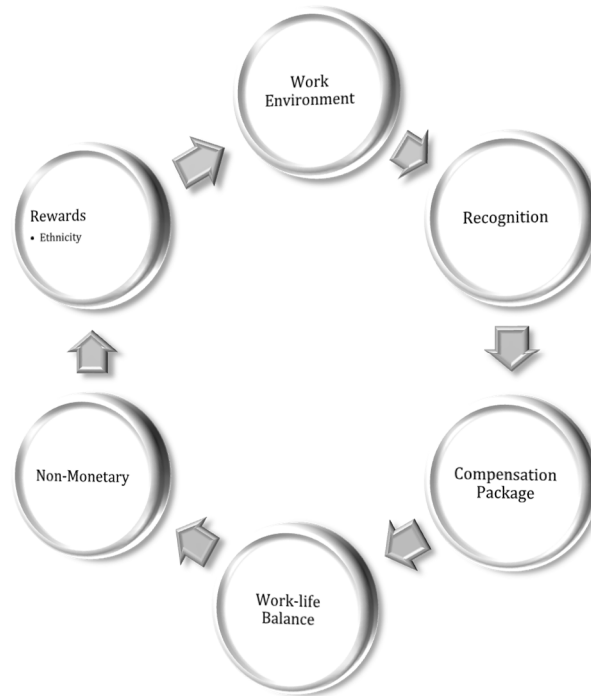 Work
Environment
Recognition
Compensation
Package
Work-life
Balance
Non-Monetary
Rewards
• Ethnicity